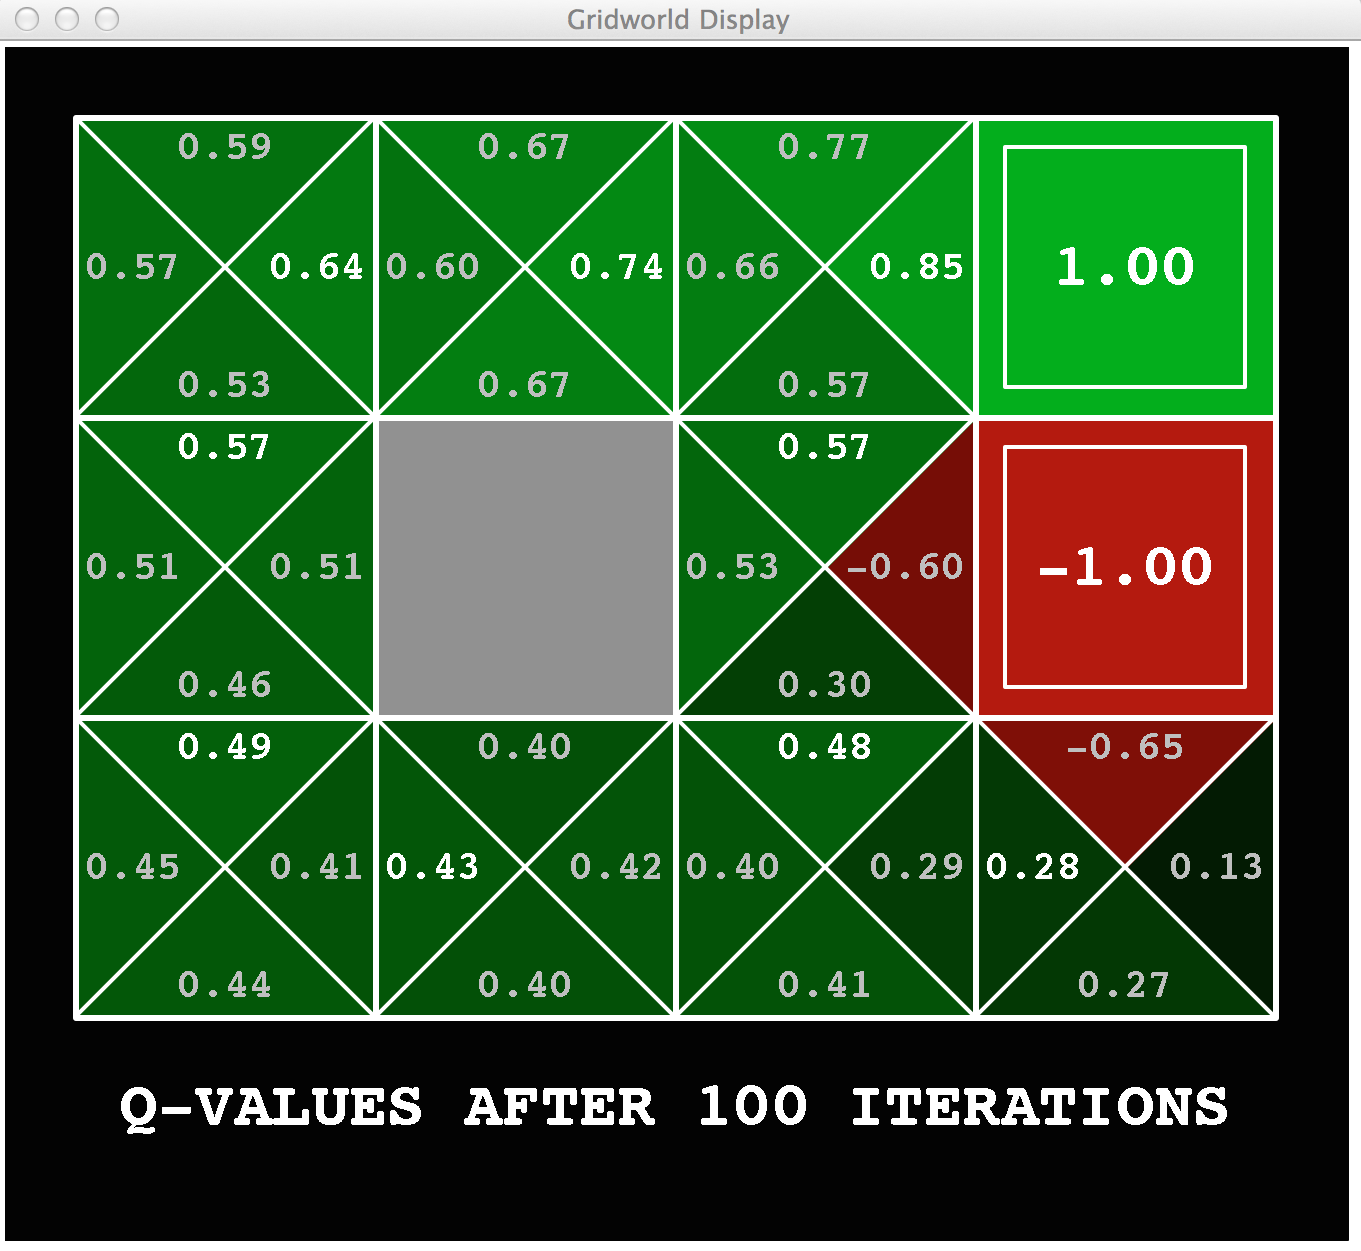 Gridworld Display
0.59 0.67 0.77
0.57 0.64 0.60 0.74 0.66 0.85 1.00
0.53 0.67 0.57
0.57 0.57
0.51 0.51 0.53 -0.60 -1.00
0.46 0.30
0.49 0.40 0.48 -0.65
0.45 0.41 0.43 0.42 0.40 0.29 0.28 0.13
0.44 0.40 0.41 0.27
Q-VALUES AFTER 100 ITERATIONS